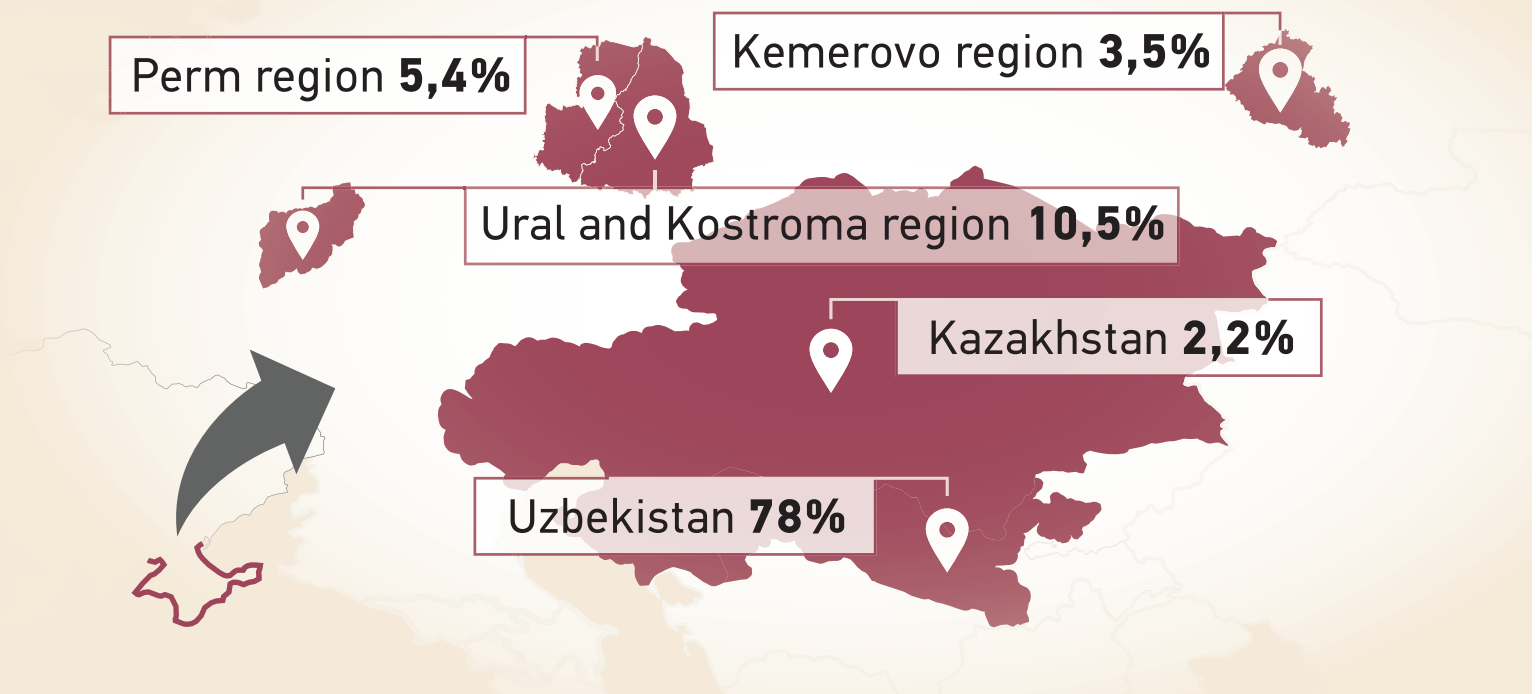 Kemerovo region 3,5%
Perm region 5,4%
Ural and Kostroma region 10,5%
Kazakhstan 2,2%
Uzbekistan 78%